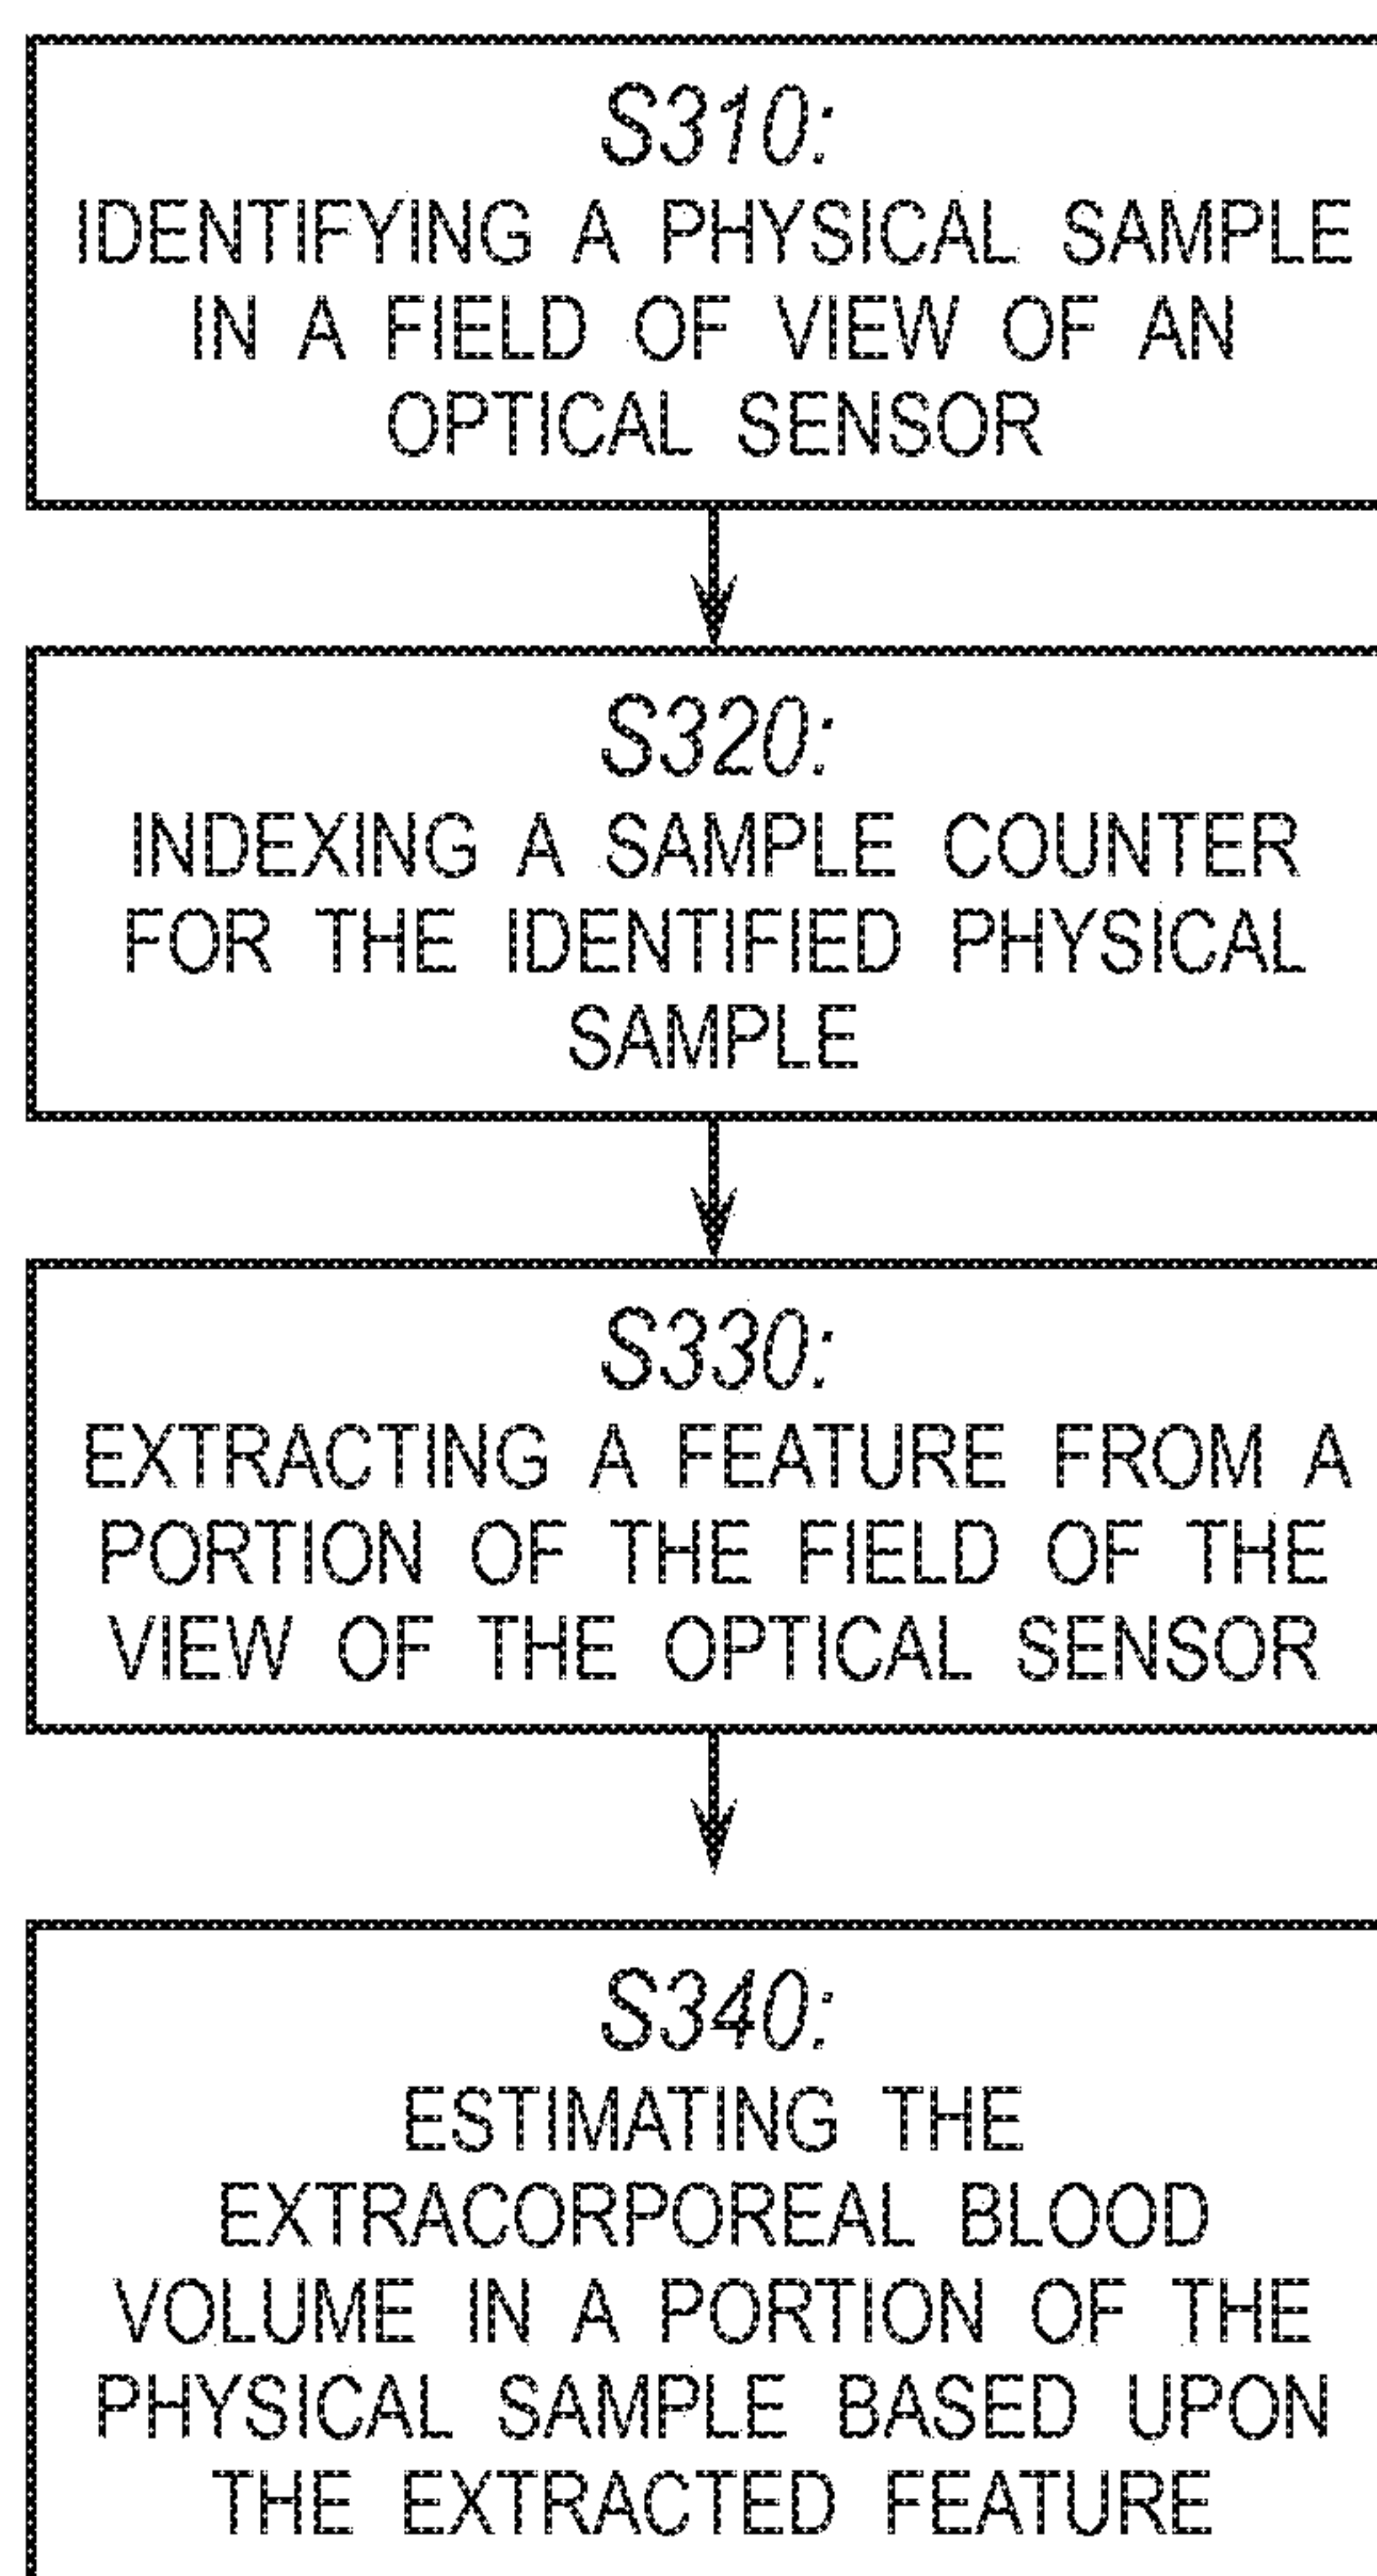 S310:
IDENTIFYING A PHYSICAL SAMPLE
IN A FIELD OF VIEW OF AN
OPTICAL SENSOR
S320:
INDEXING A SAMPLE COUNTER
FOR THE IDENTIFIED PHYSICAL
SAMPLE
S330:
EXTRACTING A FEATURE FROM A
PORTION OF THE FIELD OF THE
VIEW OF THE OPTICAL SENSOR
S340:
ESTIMATING THE
EXTRACORPOREAL BLOOD
VOLUME IN A PORTION OF THE
PHYSICAL SAMPLE BASED UPON
THE EXTRACTED FEATURE